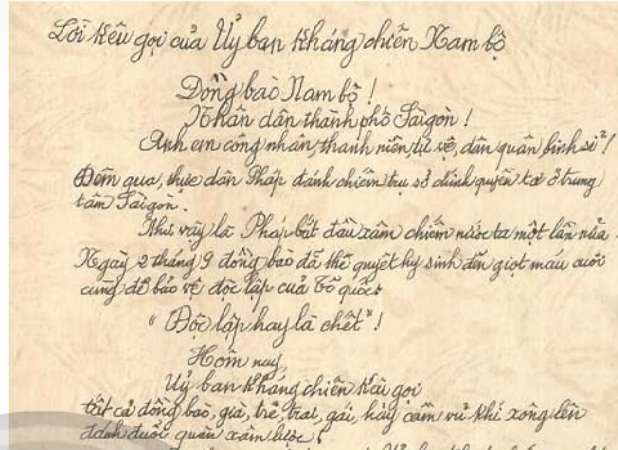 Lời kêu gọi của Uỷ ban kháng chiến Nam bộ
Đồng bào Nam bộ !
Nhân dân thành phố Sàigòn !
Anh em công nhân, thanh niên, tự vệ, dân quân, binh sĩ !
Đêm qua, thực dân Pháp đánh chiếm trụ sở chính quyền ta ở trung
tâm Sàigòn.
Như vậy là Pháp bắt đầu xâm chiếm nước ta một lần nữa.
Ngày 2 tháng 9 đồng bào đã thề quyết hy sinh đến giọt máu cuối
cùng để bảo vệ độc lập của Tổ quốc:
" Độc lập hay là chết" !
Hôm nay,
Uỷ ban kháng chiến kêu gọi
tất cả đồng bào, già, trẻ, trai, gái, hãy cầm vũ khí xông lên
đánh đuổi quân xâm lược.